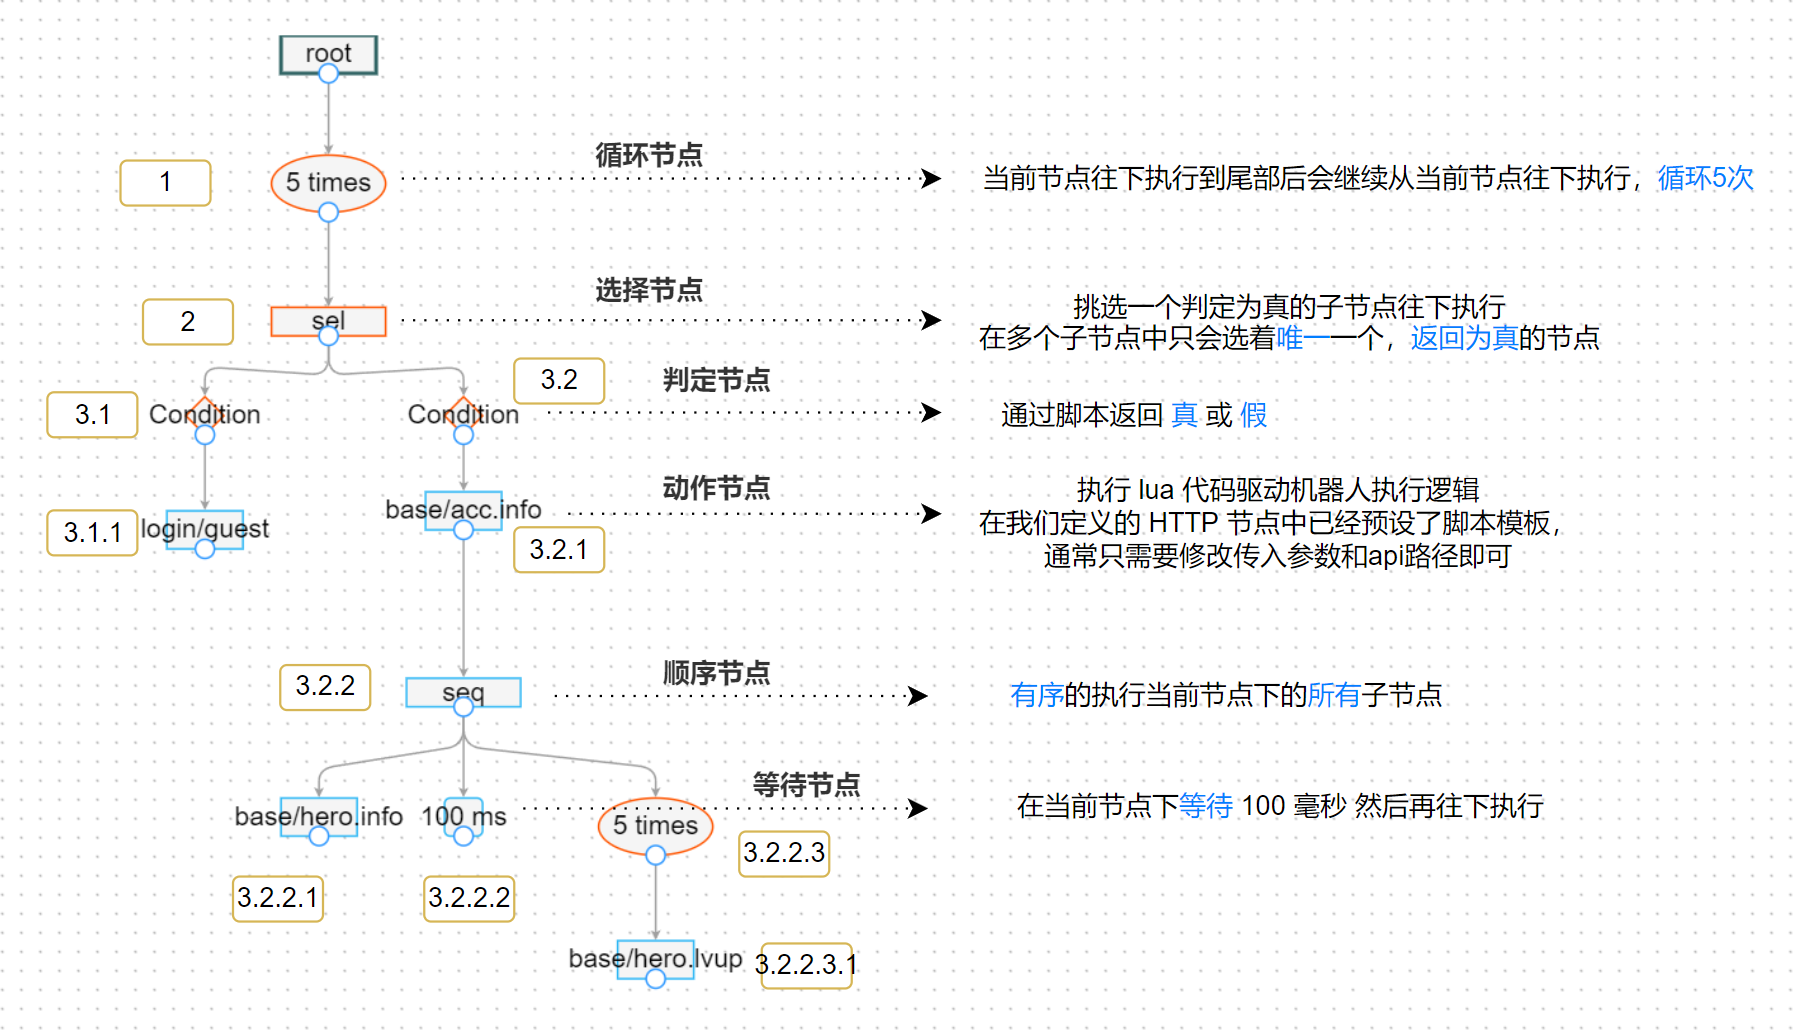 root
循环节点
1
5 times
当前节点往下执行到尾部后会继续从当前节点往下执行，循环5次
选择节点
2
sel
挑选一个判定为真的子节点往下执行
在多个子节点中只会选着唯一一个，返回为真的节点
3.2
判定节点
3.1
Condition
Condition
通过脚本返回 真 或 假
动作节点
base/acc.info
执行 lua 代码驱动机器人执行逻辑
在我们定义的 HTTP 节点中已经预设了脚本模板，
通常只需要修改传入参数和api路径即可
3.1.1
login/guest
3.2.1
顺序节点
3.2.2
seq
有序的执行当前节点下的所有子节点
等待节点
base/hero.info
100 ms
5 times
在当前节点下等待 100 毫秒 然后再往下执行
3.2.2.3
3.2.2.1
3.2.2.2
base/hero.lvup
3.2.2.3.1